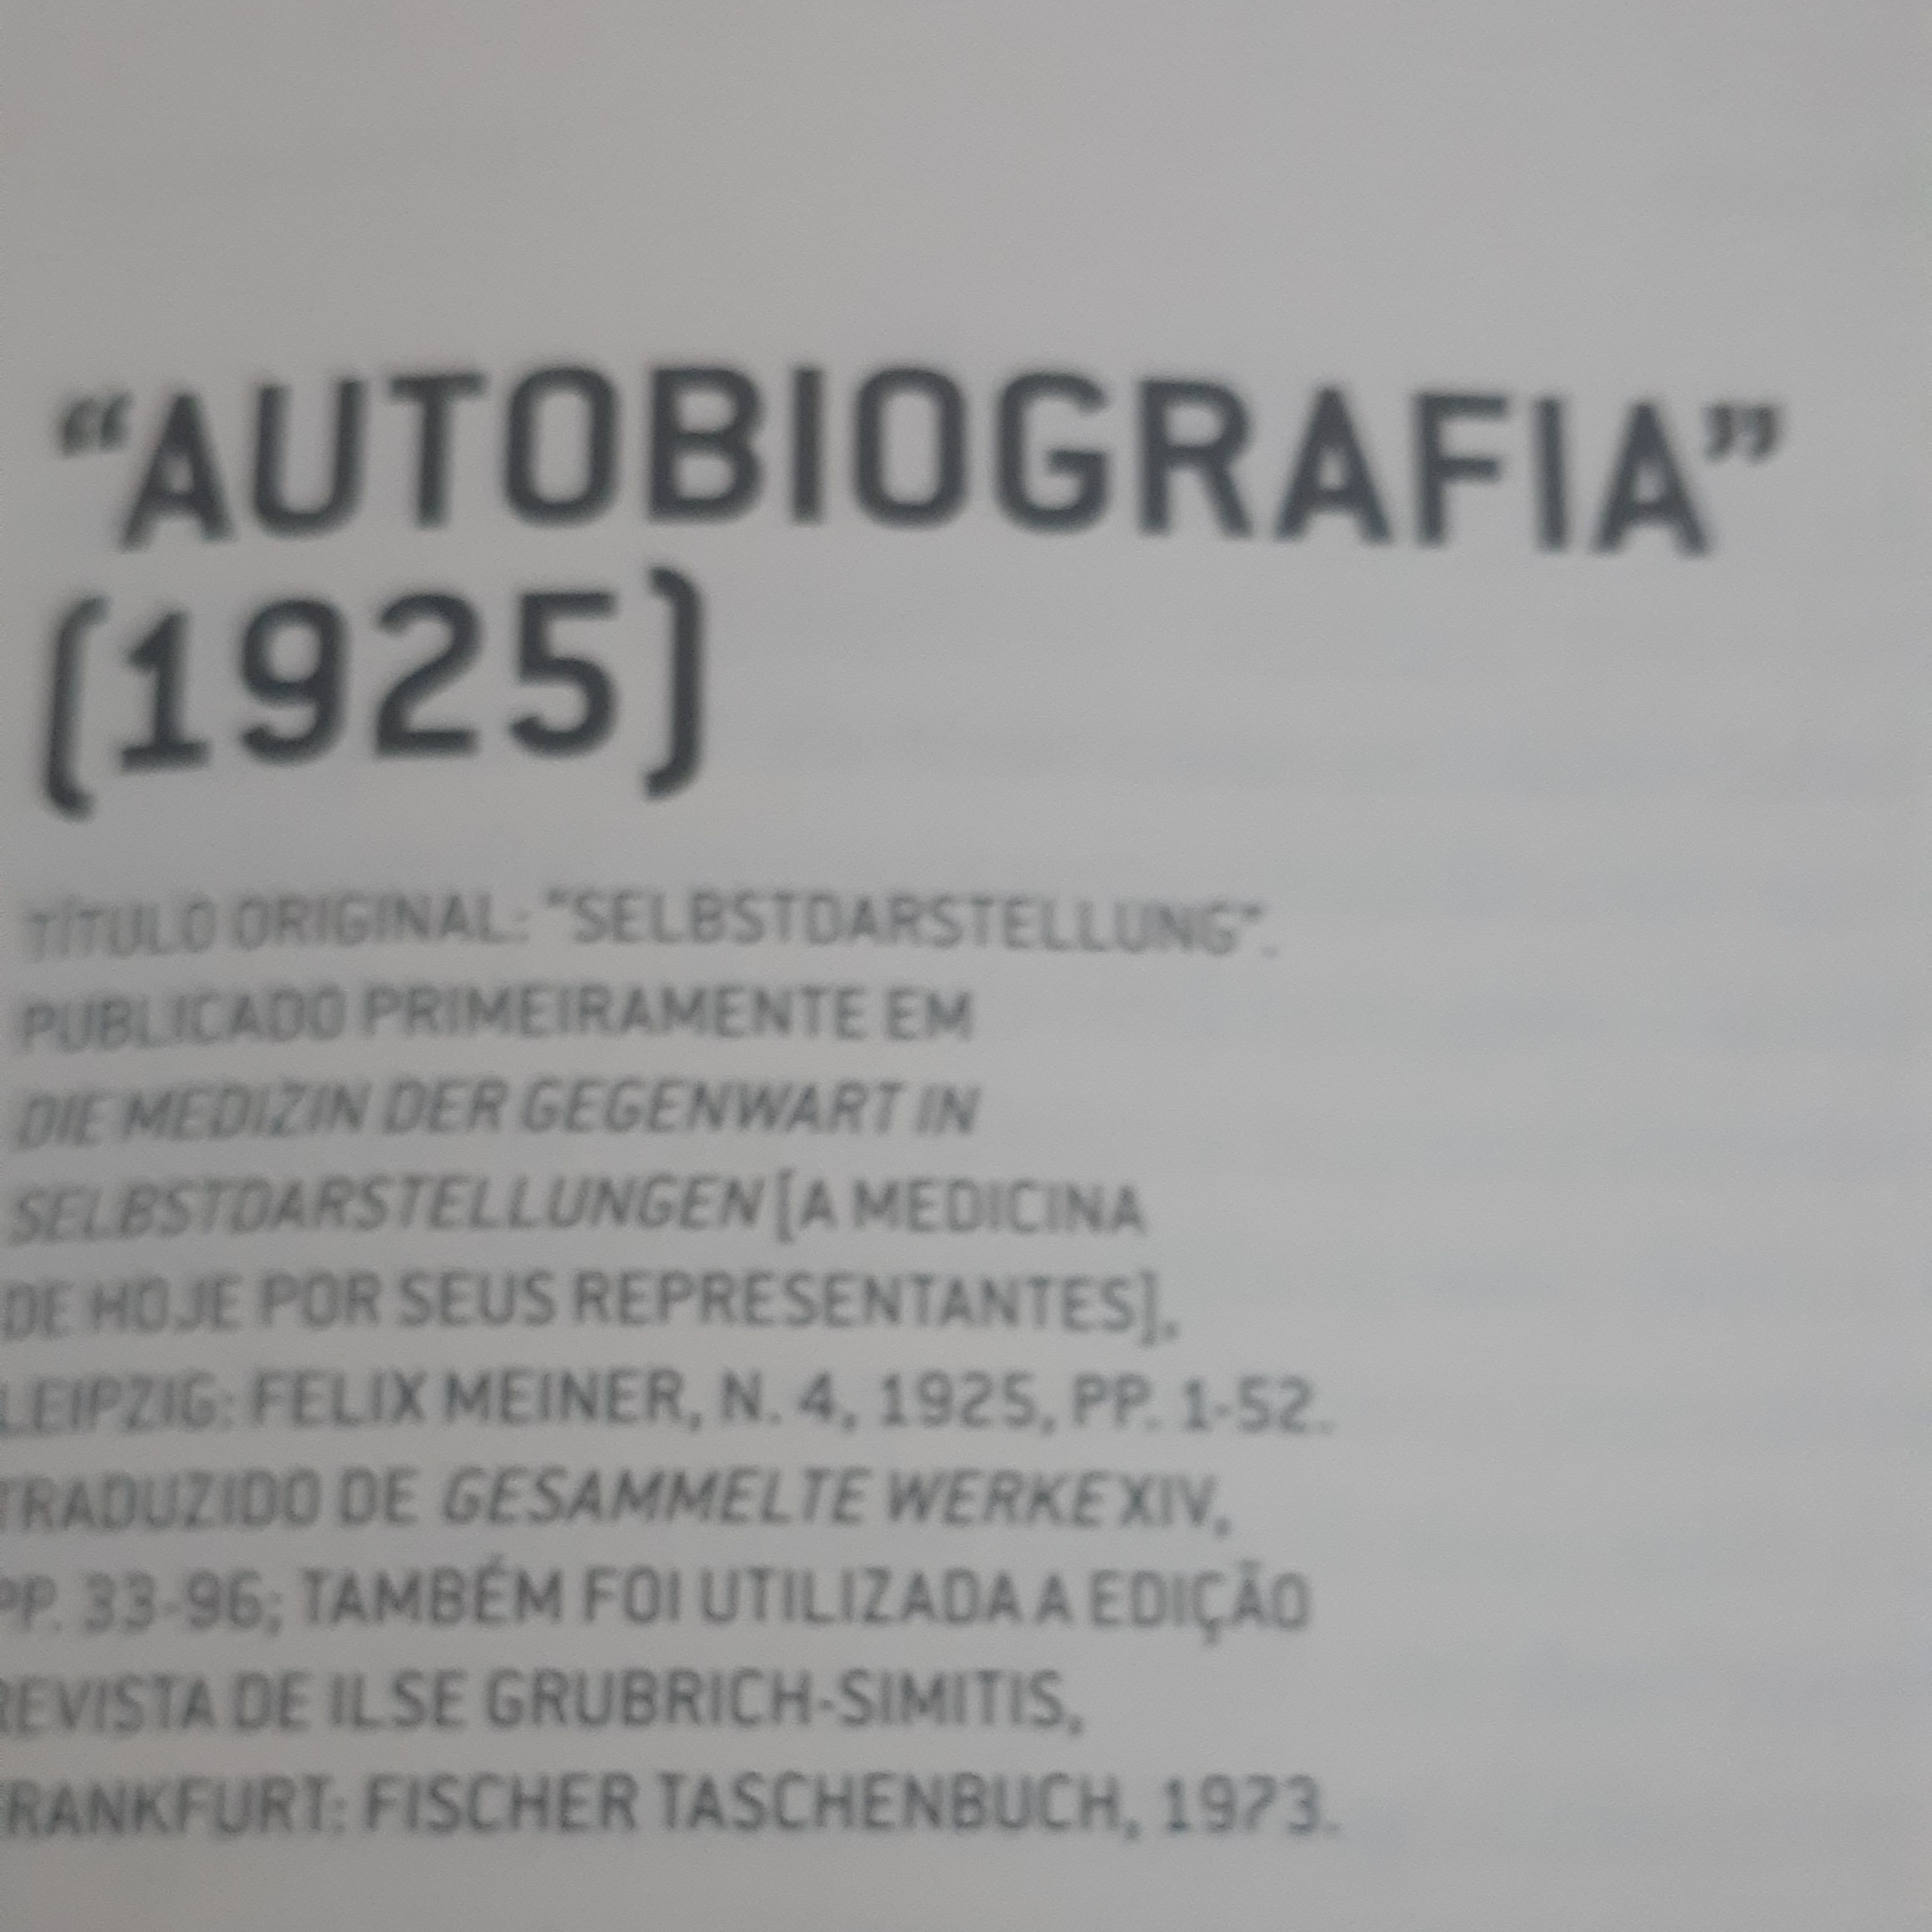 “AUTOBIOGRAFIA”
(1925)
TÍTULO ORIGINAL: “SELBSTDARSTELLUNG”.
PUBLICADO PRIMEIRAMENTE EM
DIE MEDIZIN DER GEGENWART IN
SELBSTDARSTELLUNGEN [A MEDICINA
DE HOJE POR SEUS REPRESENTANTES],
LEIPZIG: FELIX MEINER, N. 4, 1925, PP. 1-52.
TRADUZIDO DE GESAMMELTE WERKE XIV,
PP. 33-96; TAMBÉM FOI UTILIZADA A EDIÇÃO
REVISTA DE ILSE GRUBRICH-SIMITIS,
FRANKFURT: FISCHER TASCHENBUCH, 1973.